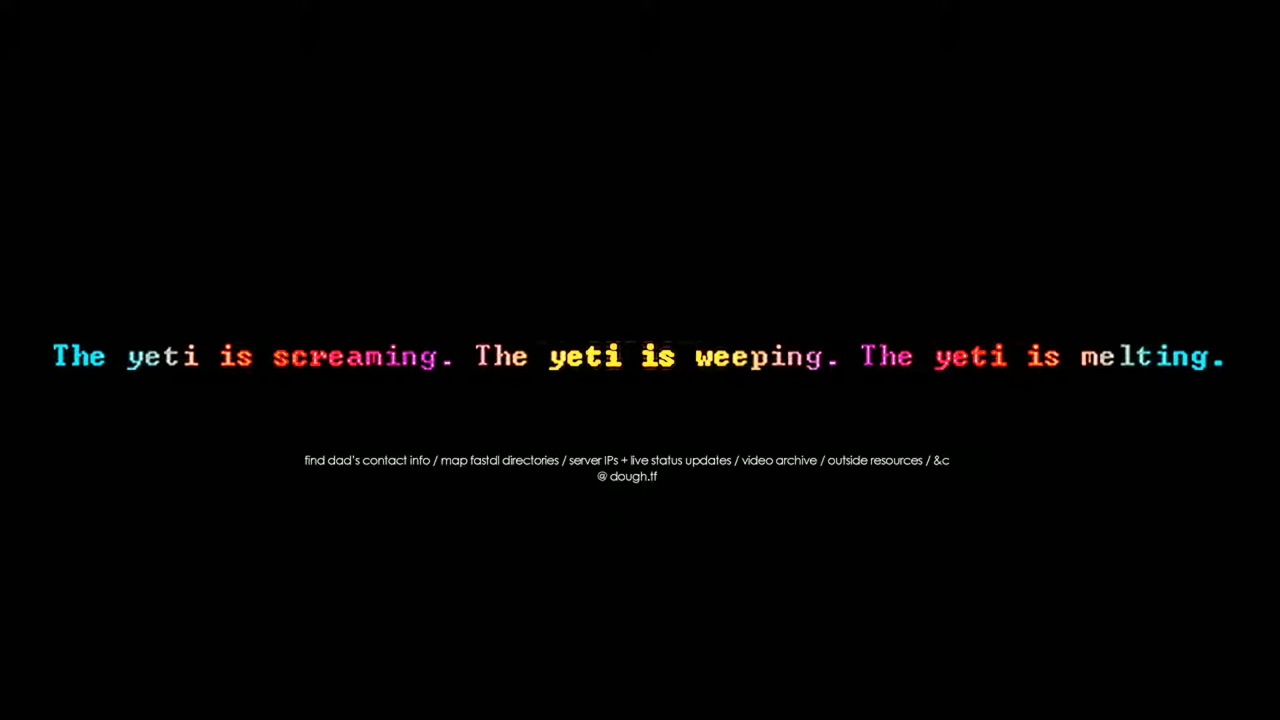 The yeti is screaming. The yeti is weeping. The yeti is melting.
find dad's contact info / map fastdl directories / server IPs + live status updates / video archive / outside resources / &c
@ dough.tf